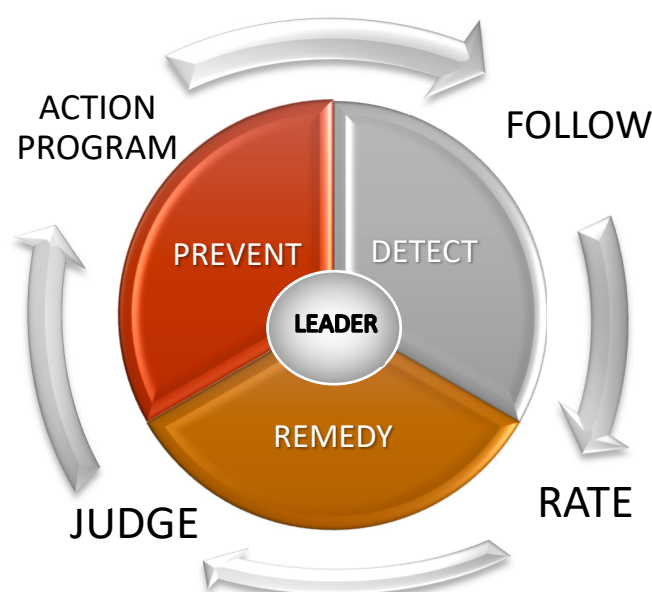 ACTION
PROGRAM
FOLLOW
PREVENT
DETECT
LEADER
REMEDY
JUDGE
RATE